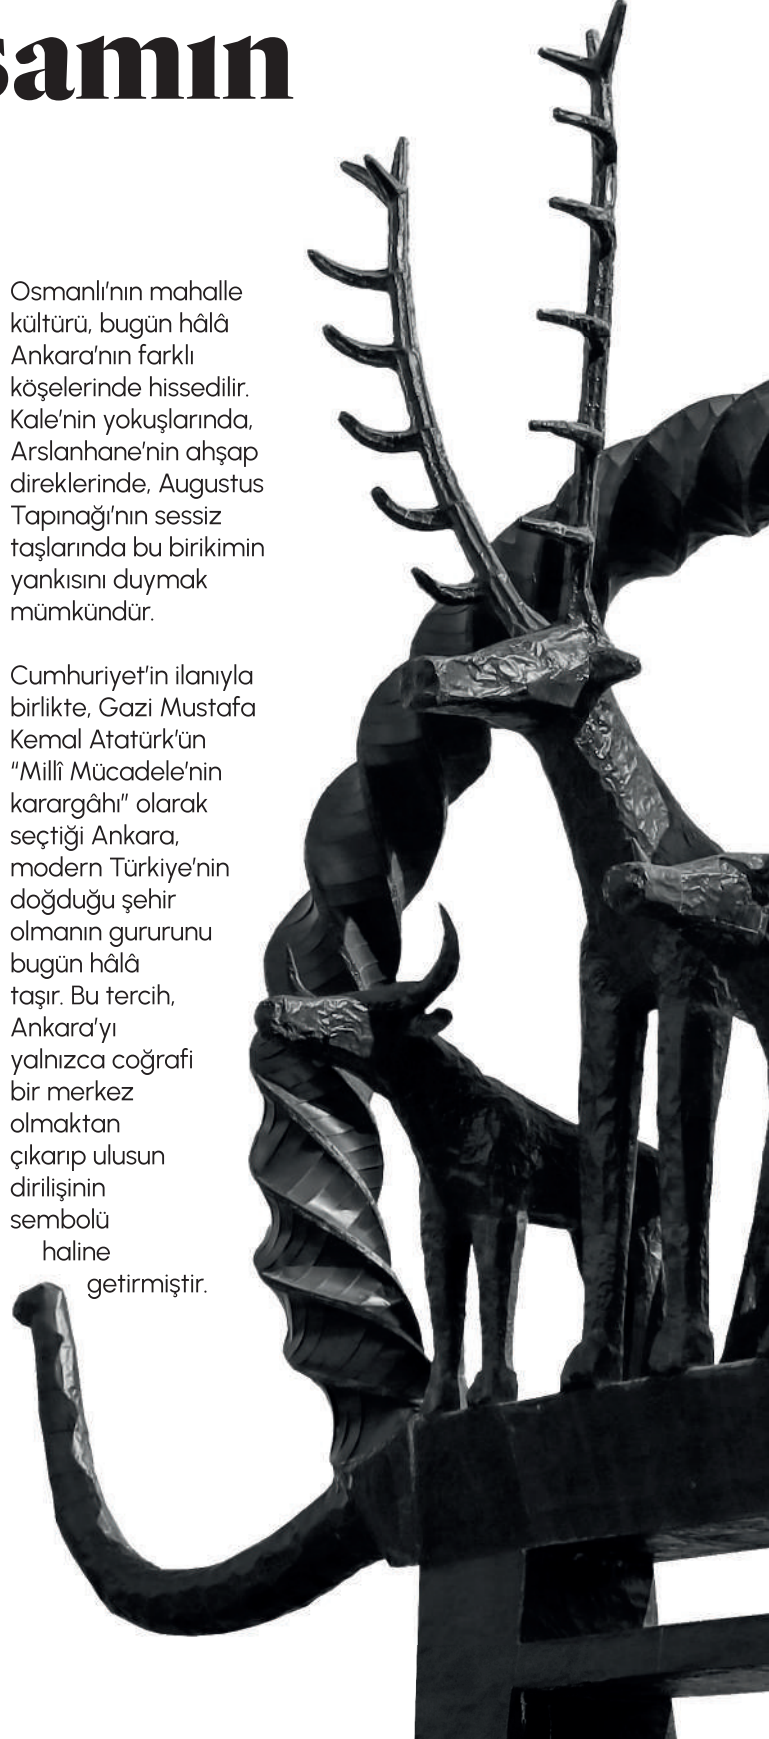 şamın
Osmanlı’nın mahalle
kültürü, bugün hâlâ
Ankara’nın farklı
köşelerinde hissedilir.
Kale’nin yokuşlarında,
Arslanhane’nin ahşap
direklerinde, Augustus
Tapınağı’nın sessiz
taşlarında bu birikimin
yankısını duymak
mümkündür.
Cumhuriyet’in ilanıyla
birlikte, Gazi Mustafa
Kemal Atatürk’ün
“Millî Mücadele’nin
karargâhı” olarak
seçtiği Ankara,
modern Türkiye’nin
doğduğu şehir
olmanın gururunu
bugün hâlâ
taşır. Bu tercih,
Ankara’yı
yalnızca coğrafi
bir merkez
olmaktan
çıkarıp ulusun
dirilişinin
sembolü
haline
getirmiştir.